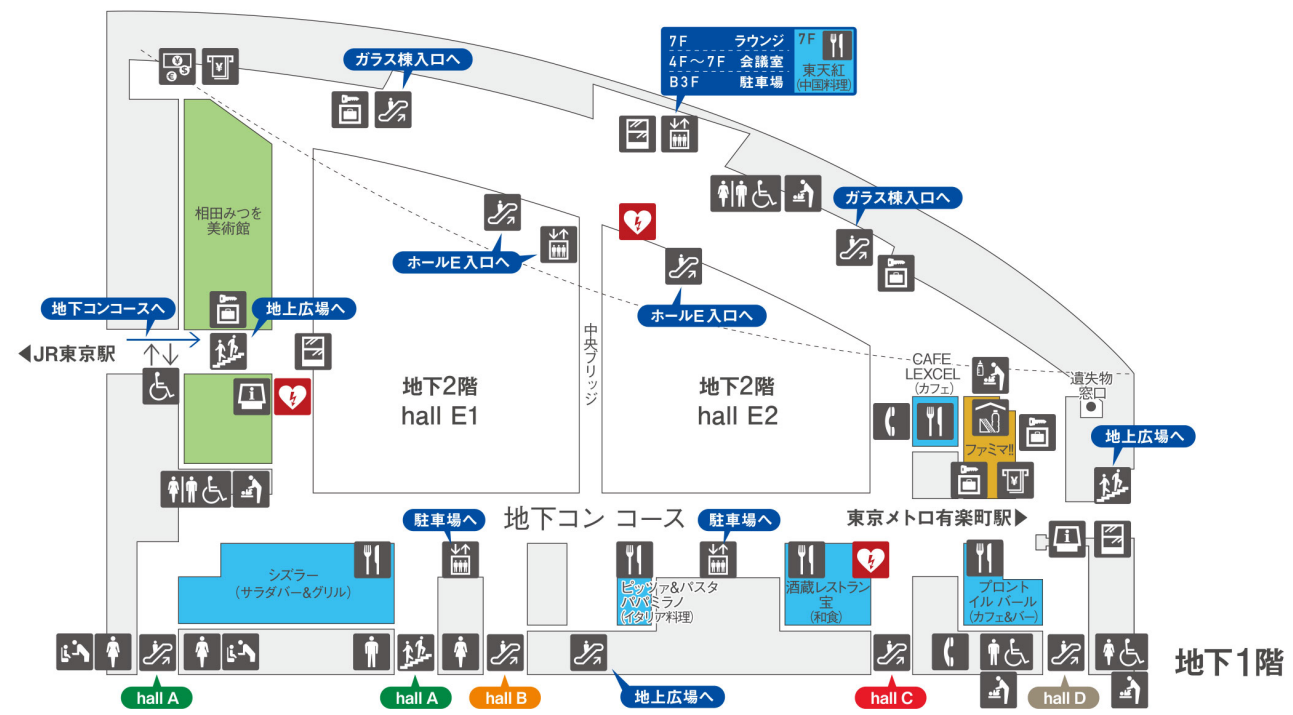 7F ラウンジ
4F～7F 会議室
B3F 駐車場
7F
東天紅
(中国料理)
ガラス棟入口へ
相田みつを
美術館
ガラス棟入口へ
ホールE入口へ
ホールE入口へ
地下コンコースへ
地上広場へ
◀JR東京駅
中央ブリッジ
地下2階
hall E1
地下2階
hall E2
CAFE
LEXCEL
(カフェ)
ファミマ!!
遺失物
窓口
地上広場へ
駐車場へ
地下コンコース
駐車場へ
東京メトロ有楽町駅▶
シズラー
(サラダバー&グリル)
ピッツァ&パスタ
パパミラノ
(イタリア料理)
酒蔵レストラン
宝
(和食)
プロント
イル バール
(カフェ&バー)
地下1階
hall A
hall A
hall B
地上広場へ
hall C
hall D